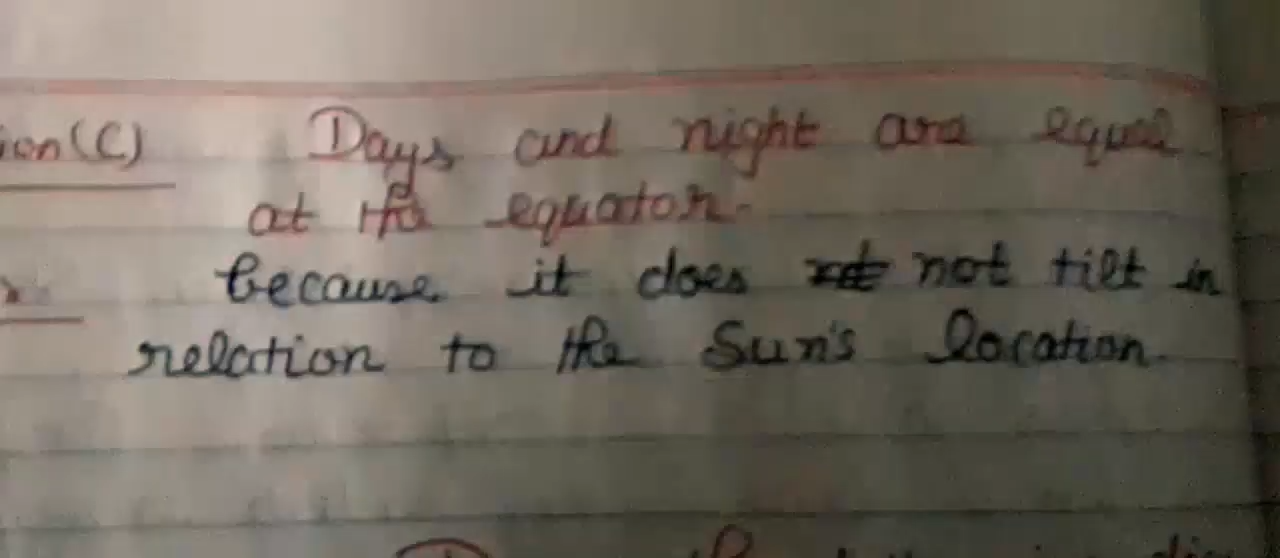 ion (C) Days and night are equal
at the equator.
because it does not tilt in
relation to the Sun's location.